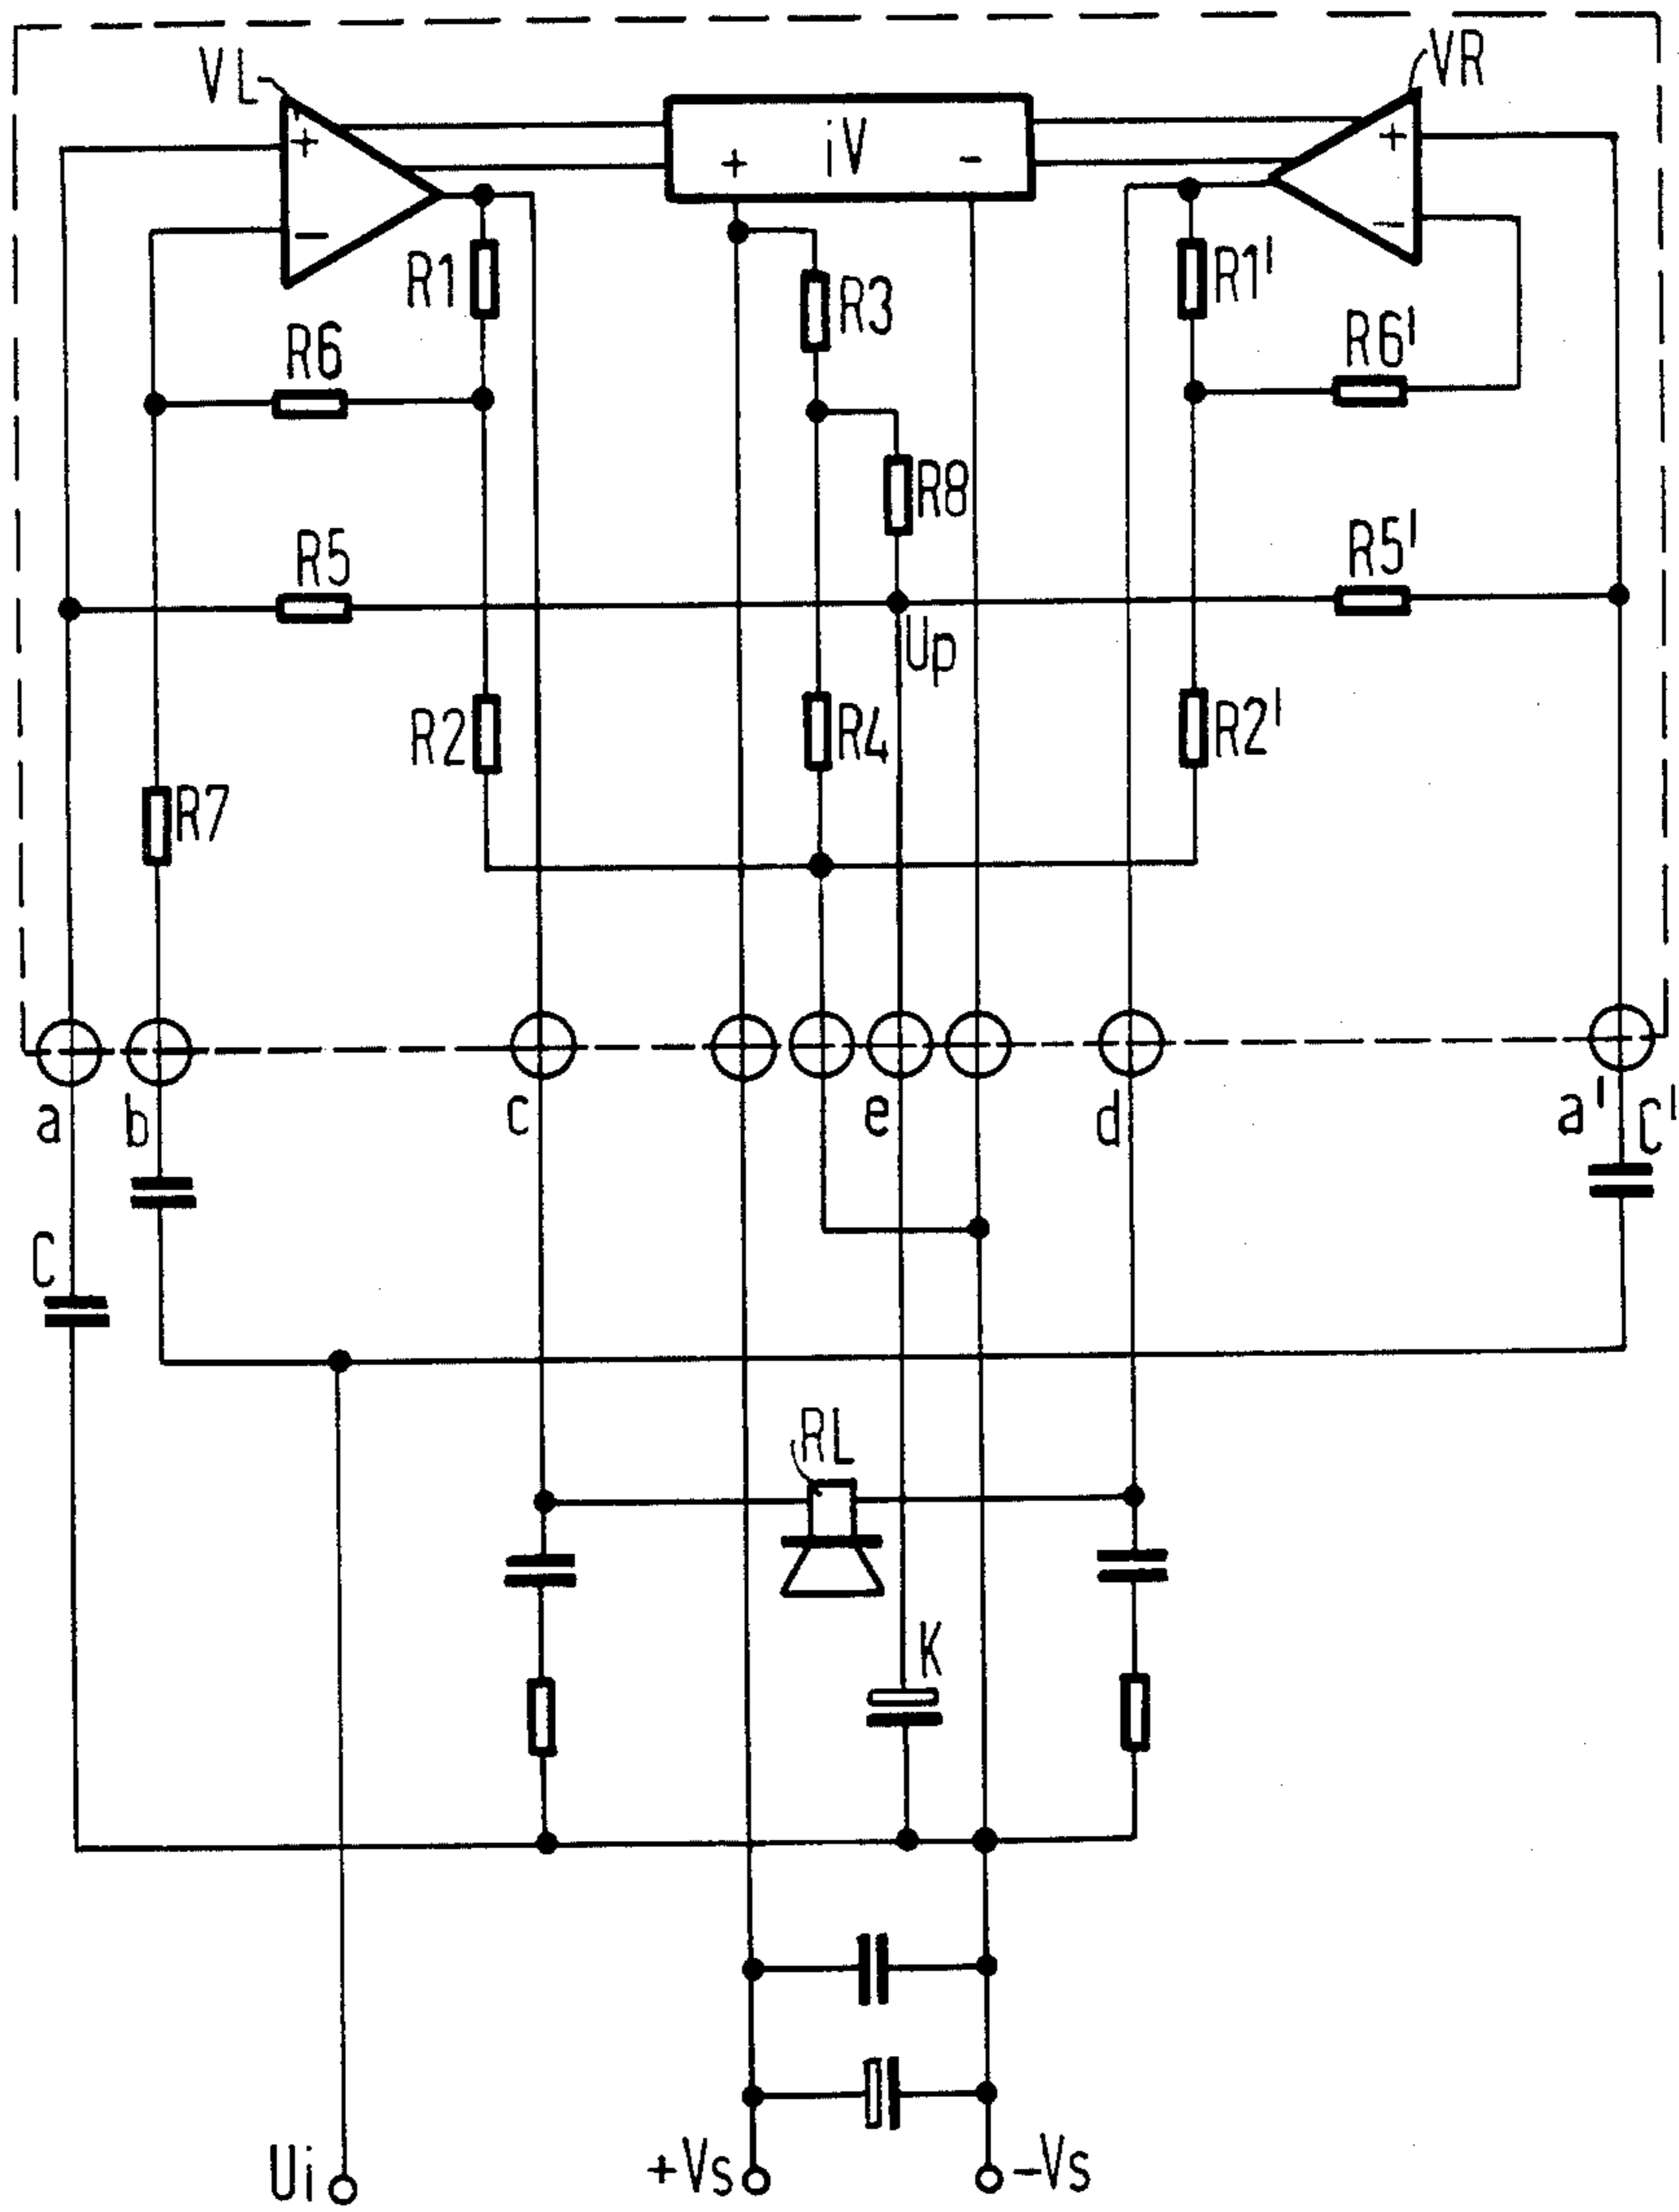 VL
VR
+
iV
+
+
-
-
-
R1
R3
R1'
R6
R6'
R8
R5
R5'
Up
R2
R4
R2'
R7
a
b
c
e
d
a'
C'
C
RL
K
Ui
+Vs
-Vs